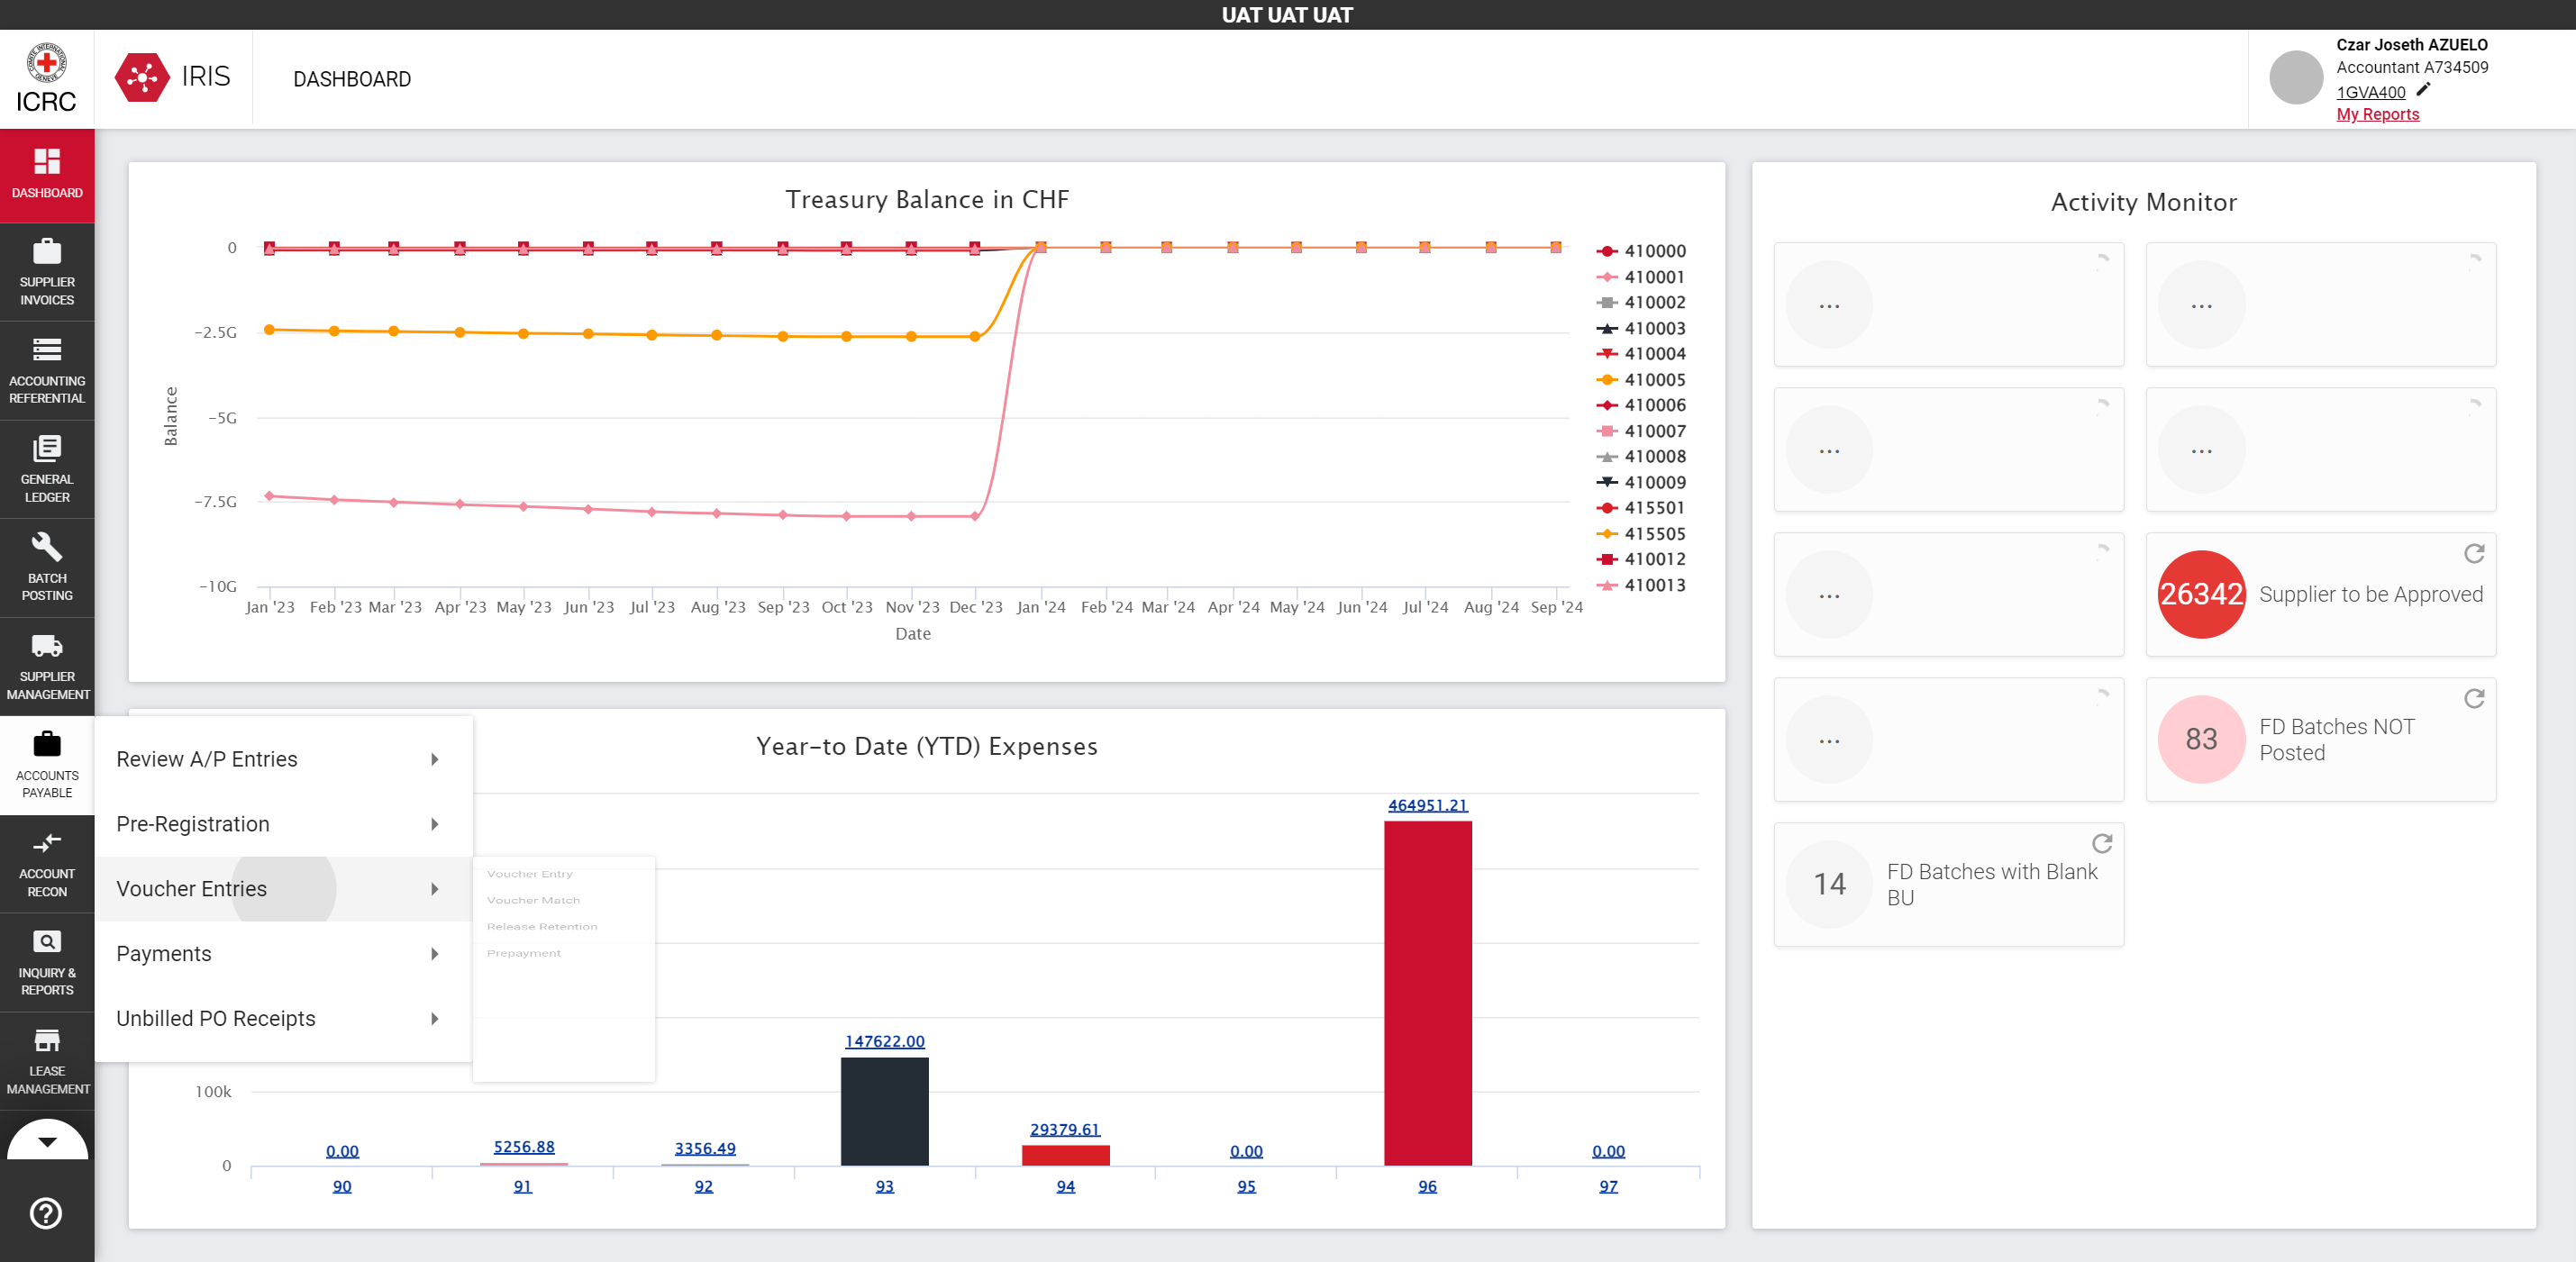 UAT UAT UAT
ICRC
IRIS
DASHBOARD
Czar Joseth AZUELO
Accountant A734509
1GVA400
My Reports
DASHBOARD
SUPPLIER
INVOICES
ACCOUNTING
REFERENTIAL
GENERAL
LEDGER
BATCH
POSTING
SUPPLIER
MANAGEMENT
ACCOUNTS
PAYABLE
ACCOUNT
RECON
INQUIRY &
REPORTS
LEASE
MANAGEMENT
Treasury Balance in CHF
0
−2.5G
−5G
−7.5G
−10G
Balance
Jan '23 Feb '23 Mar '23 Apr '23 May '23 Jun '23 Jul '23 Aug '23 Sep '23 Oct '23 Nov '23 Dec '23 Jan '24 Feb '24 Mar '24 Apr '24 May '24 Jun '24 Jul '24 Aug '24 Sep '24
Date
410000
410001
410002
410003
410004
410005
410006
410007
410008
410009
415501
415505
410012
410013
Review A/P Entries
Pre-Registration
Voucher Entries
Payments
Unbilled PO Receipts
Voucher Entry
Voucher Match
Release Retention
Prepayment
Year-to Date (YTD) Expenses
100k
0
0.00 5256.88 3356.49 147622.00 29379.61 0.00 464951.21 0.00
90 91 92 93 94 95 96 97
Activity Monitor
... ...
... ...
... 26342 Supplier to be Approved
... 83 FD Batches NOT
Posted
14 FD Batches with Blank
BU